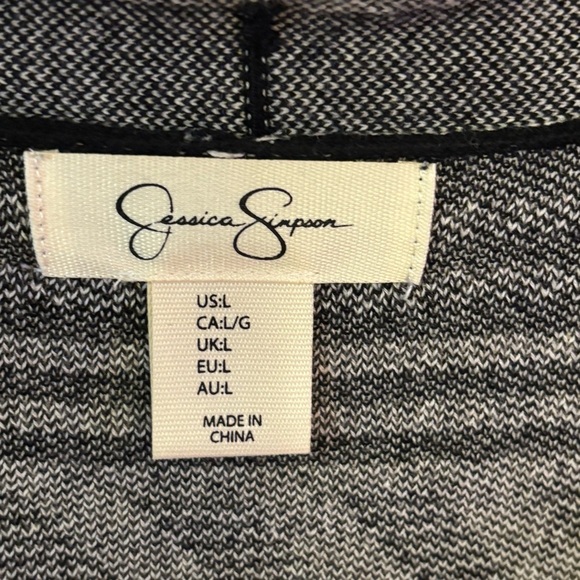 Jessica Simpson
US:L
CA:L/G
UK:L
EU:L
AU:L
MADE IN
CHINA